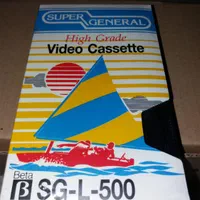 SUPER
GENERAL
High Grade
Video Cassette
Beta
β SG-L-500